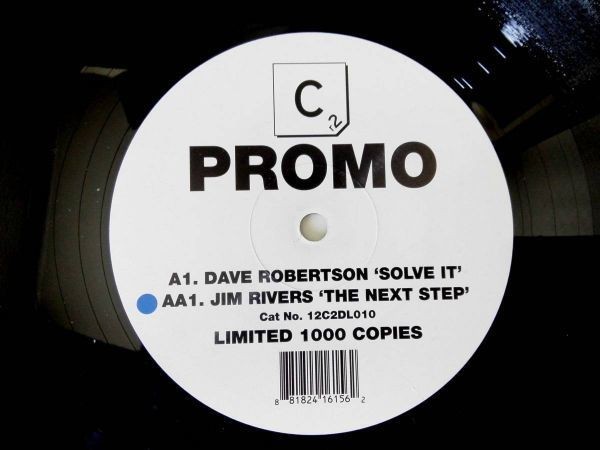 C
2
PROMO
A1. DAVE ROBERTSON ‘SOLVE IT’
AA1. JIM RIVERS ‘THE NEXT STEP’
Cat No. 12C2DL010
LIMITED 1000 COPIES
8 81824 16156 2